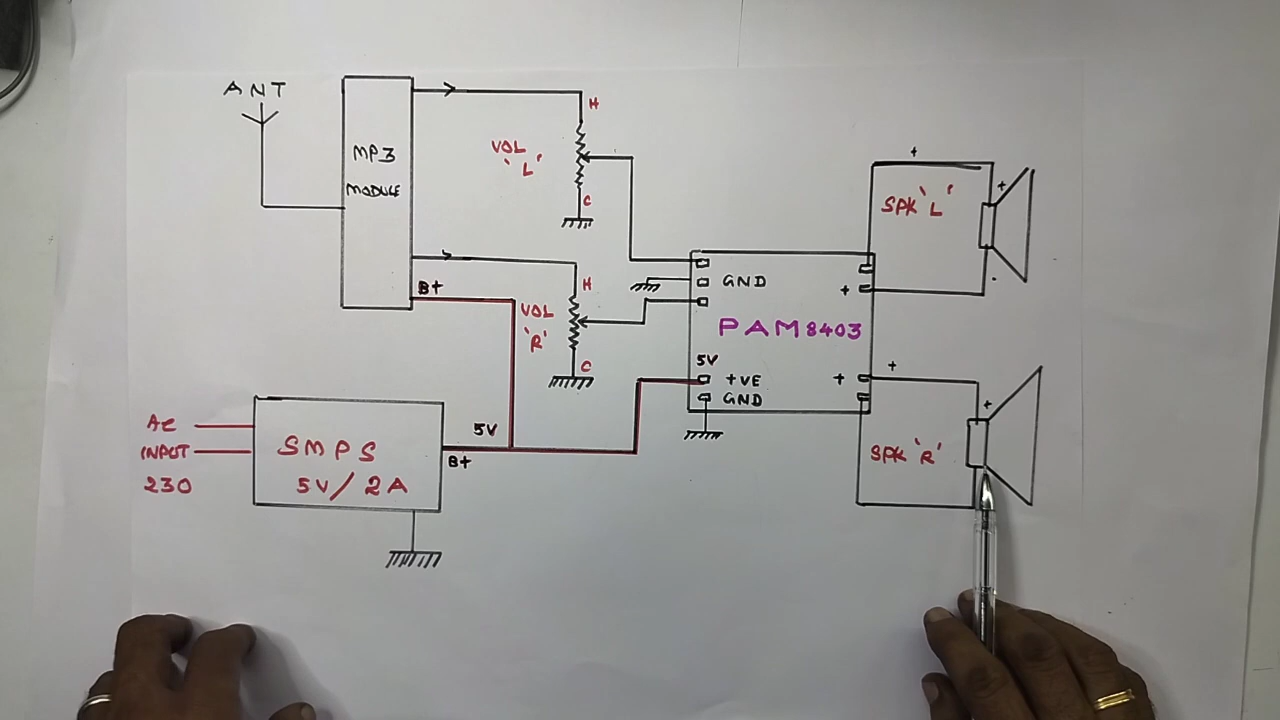 ANT
MP3
MODULE
H
VOL
'L'
C
B+
H
VOL
'R'
C
GND
PAM8403
5V
+VE
GND
+
+
+
+
SPK 'L'
+
+
+
SPK 'R'
AC
INPUT
230
SMPS
5V/2A
5V
B+